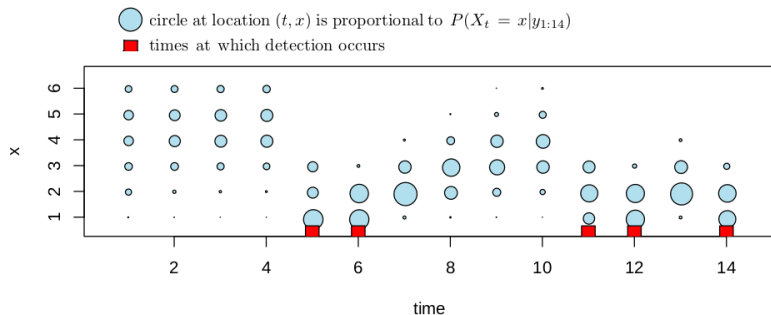 circle at location (t, x) is proportional to P(X_t = x|y_{1:14})
times at which detection occurs
6
5
4
3
2
1
x
2 4 6 8 10 12 14
time